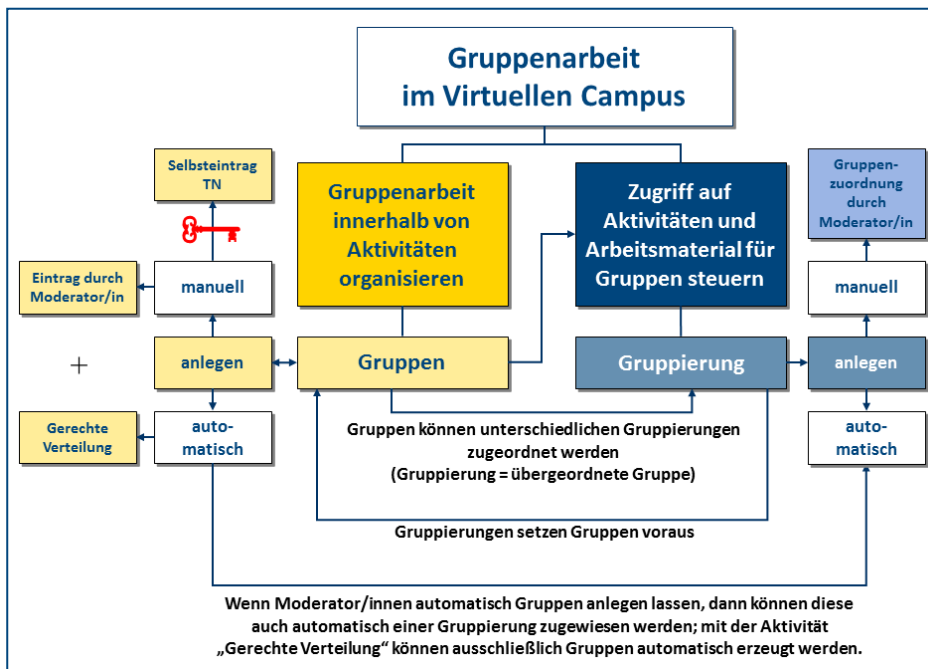 Gruppenarbeit
im Virtuellen Campus
Selbsteintrag
TN
Gruppenarbeit
innerhalb von
Aktivitäten
organisieren
Zugriff auf
Aktivitäten und
Arbeitsmaterial für
Gruppen steuern
Gruppen-
zuordnung
durch
Moderator/in
Eintrag durch
Moderator/in
manuell
manuell
+
anlegen
Gruppen
Gruppierung
anlegen
Gerechte
Verteilung
auto-
matisch
auto-
matisch
Gruppen können unterschiedlichen Gruppierungen
zugeordnet werden
(Gruppierung = übergeordnete Gruppe)
Gruppierungen setzen Gruppen voraus
Wenn Moderator/innen automatisch Gruppen anlegen lassen, dann können diese
auch automatisch einer Gruppierung zugewiesen werden; mit der Aktivität
„Gerechte Verteilung“ können ausschließlich Gruppen automatisch erzeugt werden.